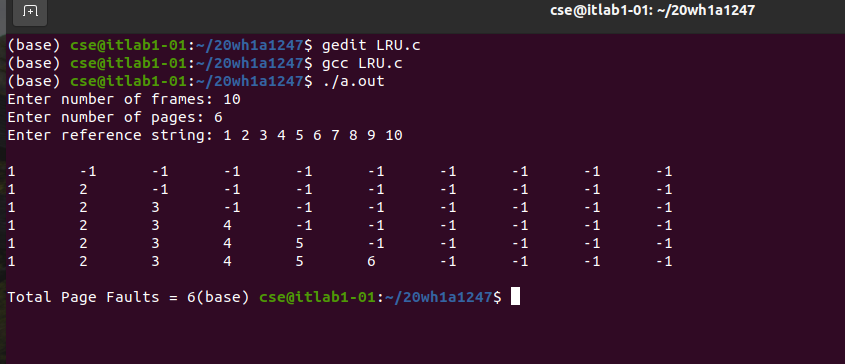 cse@itlab1-01: ~/20wh1a1247
(base) cse@itlab1-01:~/20wh1a1247$ gedit LRU.c
(base) cse@itlab1-01:~/20wh1a1247$ gcc LRU.c
(base) cse@itlab1-01:~/20wh1a1247$ ./a.out
Enter number of frames: 10
Enter number of pages: 6
Enter reference string: 1 2 3 4 5 6 7 8 9 10
1 -1 -1 -1 -1 -1 -1 -1 -1 -1
1 2 -1 -1 -1 -1 -1 -1 -1 -1
1 2 3 -1 -1 -1 -1 -1 -1 -1
1 2 3 4 -1 -1 -1 -1 -1 -1
1 2 3 4 5 -1 -1 -1 -1 -1
1 2 3 4 5 6 -1 -1 -1 -1
Total Page Faults = 6(base) cse@itlab1-01:~/20wh1a1247$